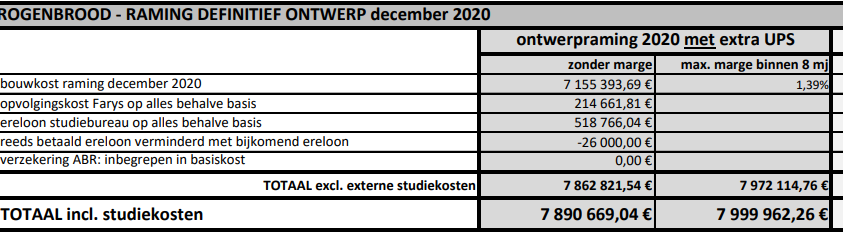 ROGENBROOD - RAMING DEFINITIEF ONTWERP december 2020
ontwerpraming 2020 met extra UPS
zonder marge max. marge binnen 8 mj
bouwkost raming december 2020 7 155 393,69 € 1,39%
opvolgingskost Farys op alles behalve basis 214 661,81 €
ereloon studiebureau op alles behalve basis 518 766,04 €
reeds betaald ereloon verminderd met bijkomend ereloon -26 000,00 €
verzekering ABR: inbegrepen in basiskost 0,00 €
TOTAAL excl. externe studiekosten 7 862 821,54 € 7 972 114,76 €
TOTAAL incl. studiekosten 7 890 669,04 € 7 999 962,26 €